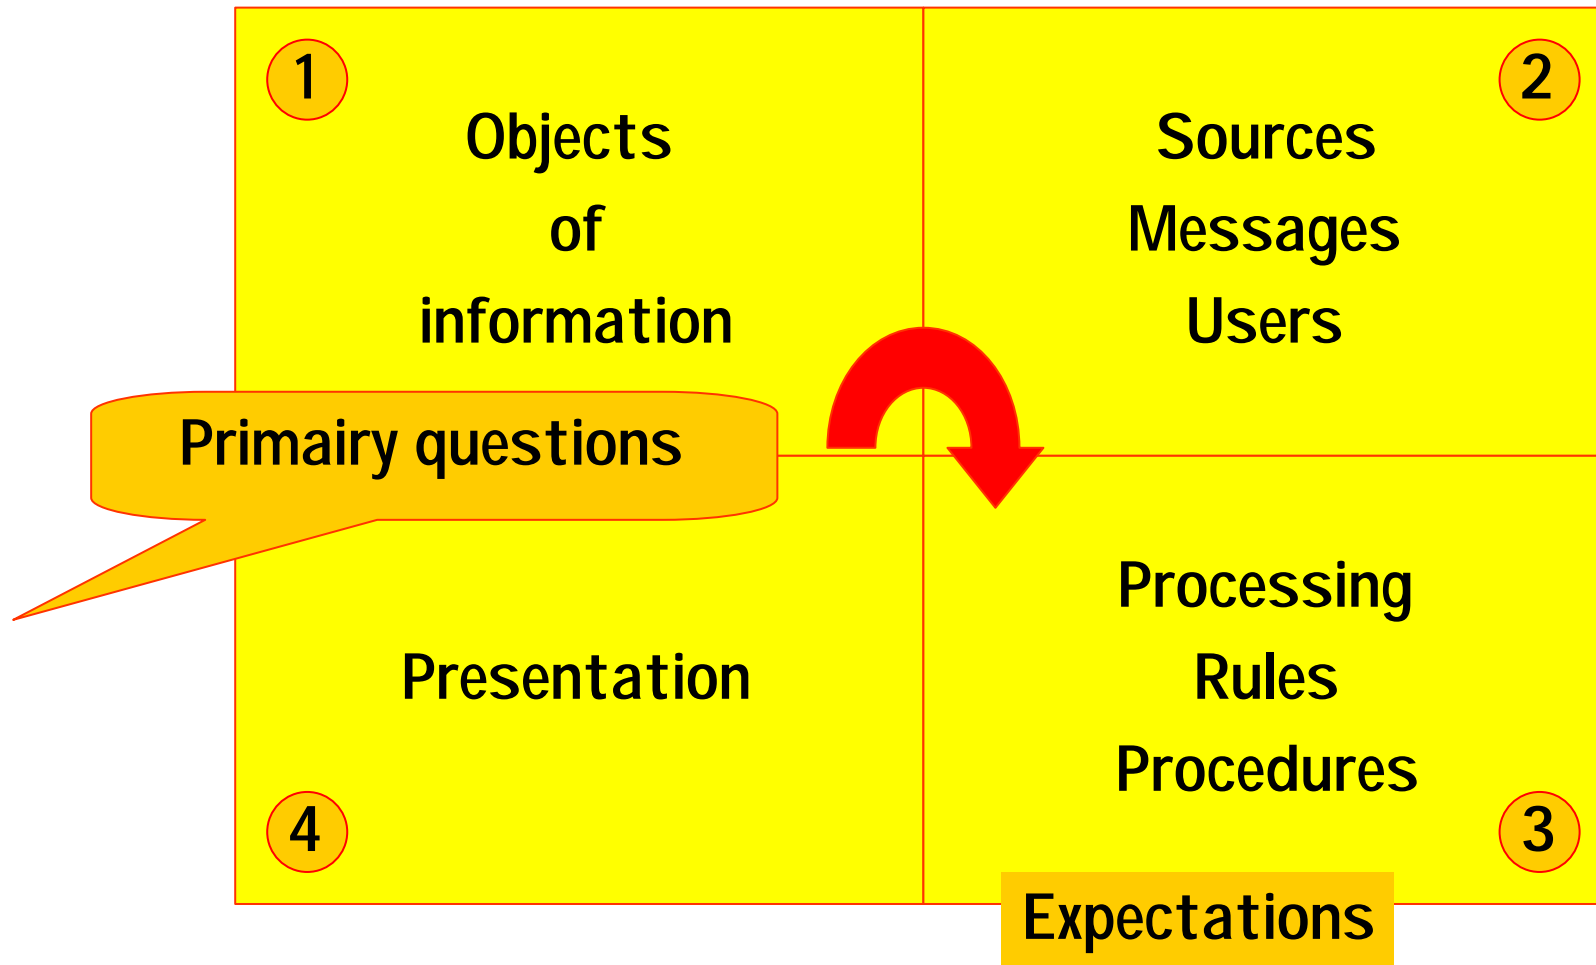 1
Objects
of
information
2
Sources
Messages
Users
Primairy questions
Presentation
4
Processing
Rules
Procedures
3
Expectations